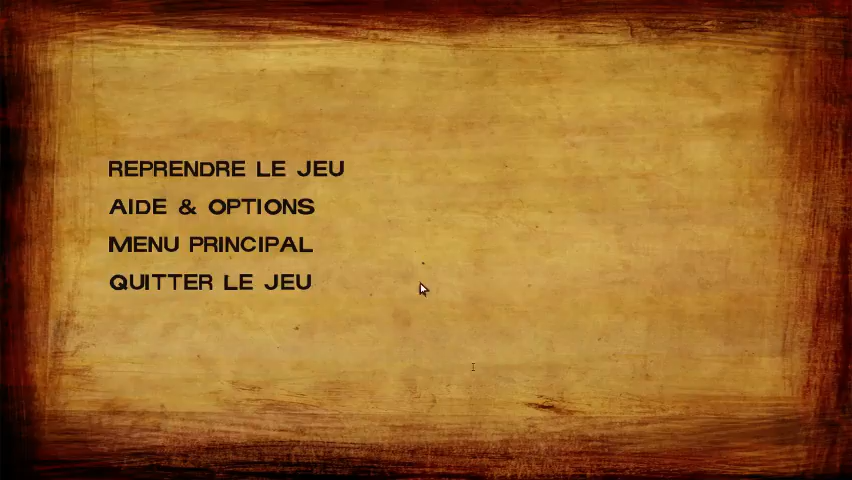 REPRENDRE LE JEU
AIDE & OPTIONS
MENU PRINCIPAL
QUITTER LE JEU